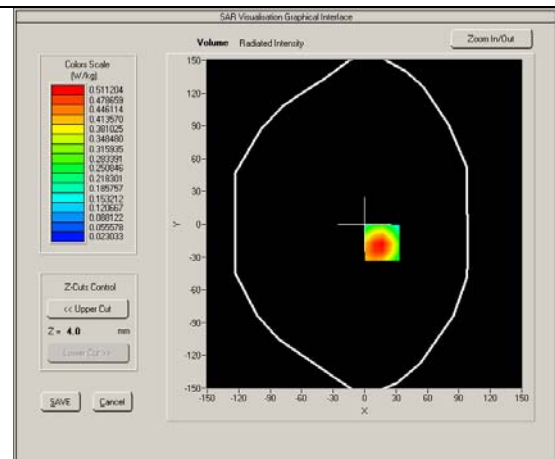 SAR Visualisation Graphical Interface
Volume Radiated Intensity
Zoom In/Out
Colors Scale
(W/kg)
0.511204
0.478659
0.446114
0.413570
0.381025
0.348480
0.315935
0.283391
0.250846
0.218301
0.185757
0.153212
0.120667
0.088122
0.055578
0.023033
Z-Cuts Control
<< Upper Cut
Z = 4.0 mm
Lower Cut >>
SAVE Cancel
150
120
90
60
30
0
-30
-60
-90
-120
-150
Y
-150 -120 -90 -60 -30 0 30 60 90 120 150
X